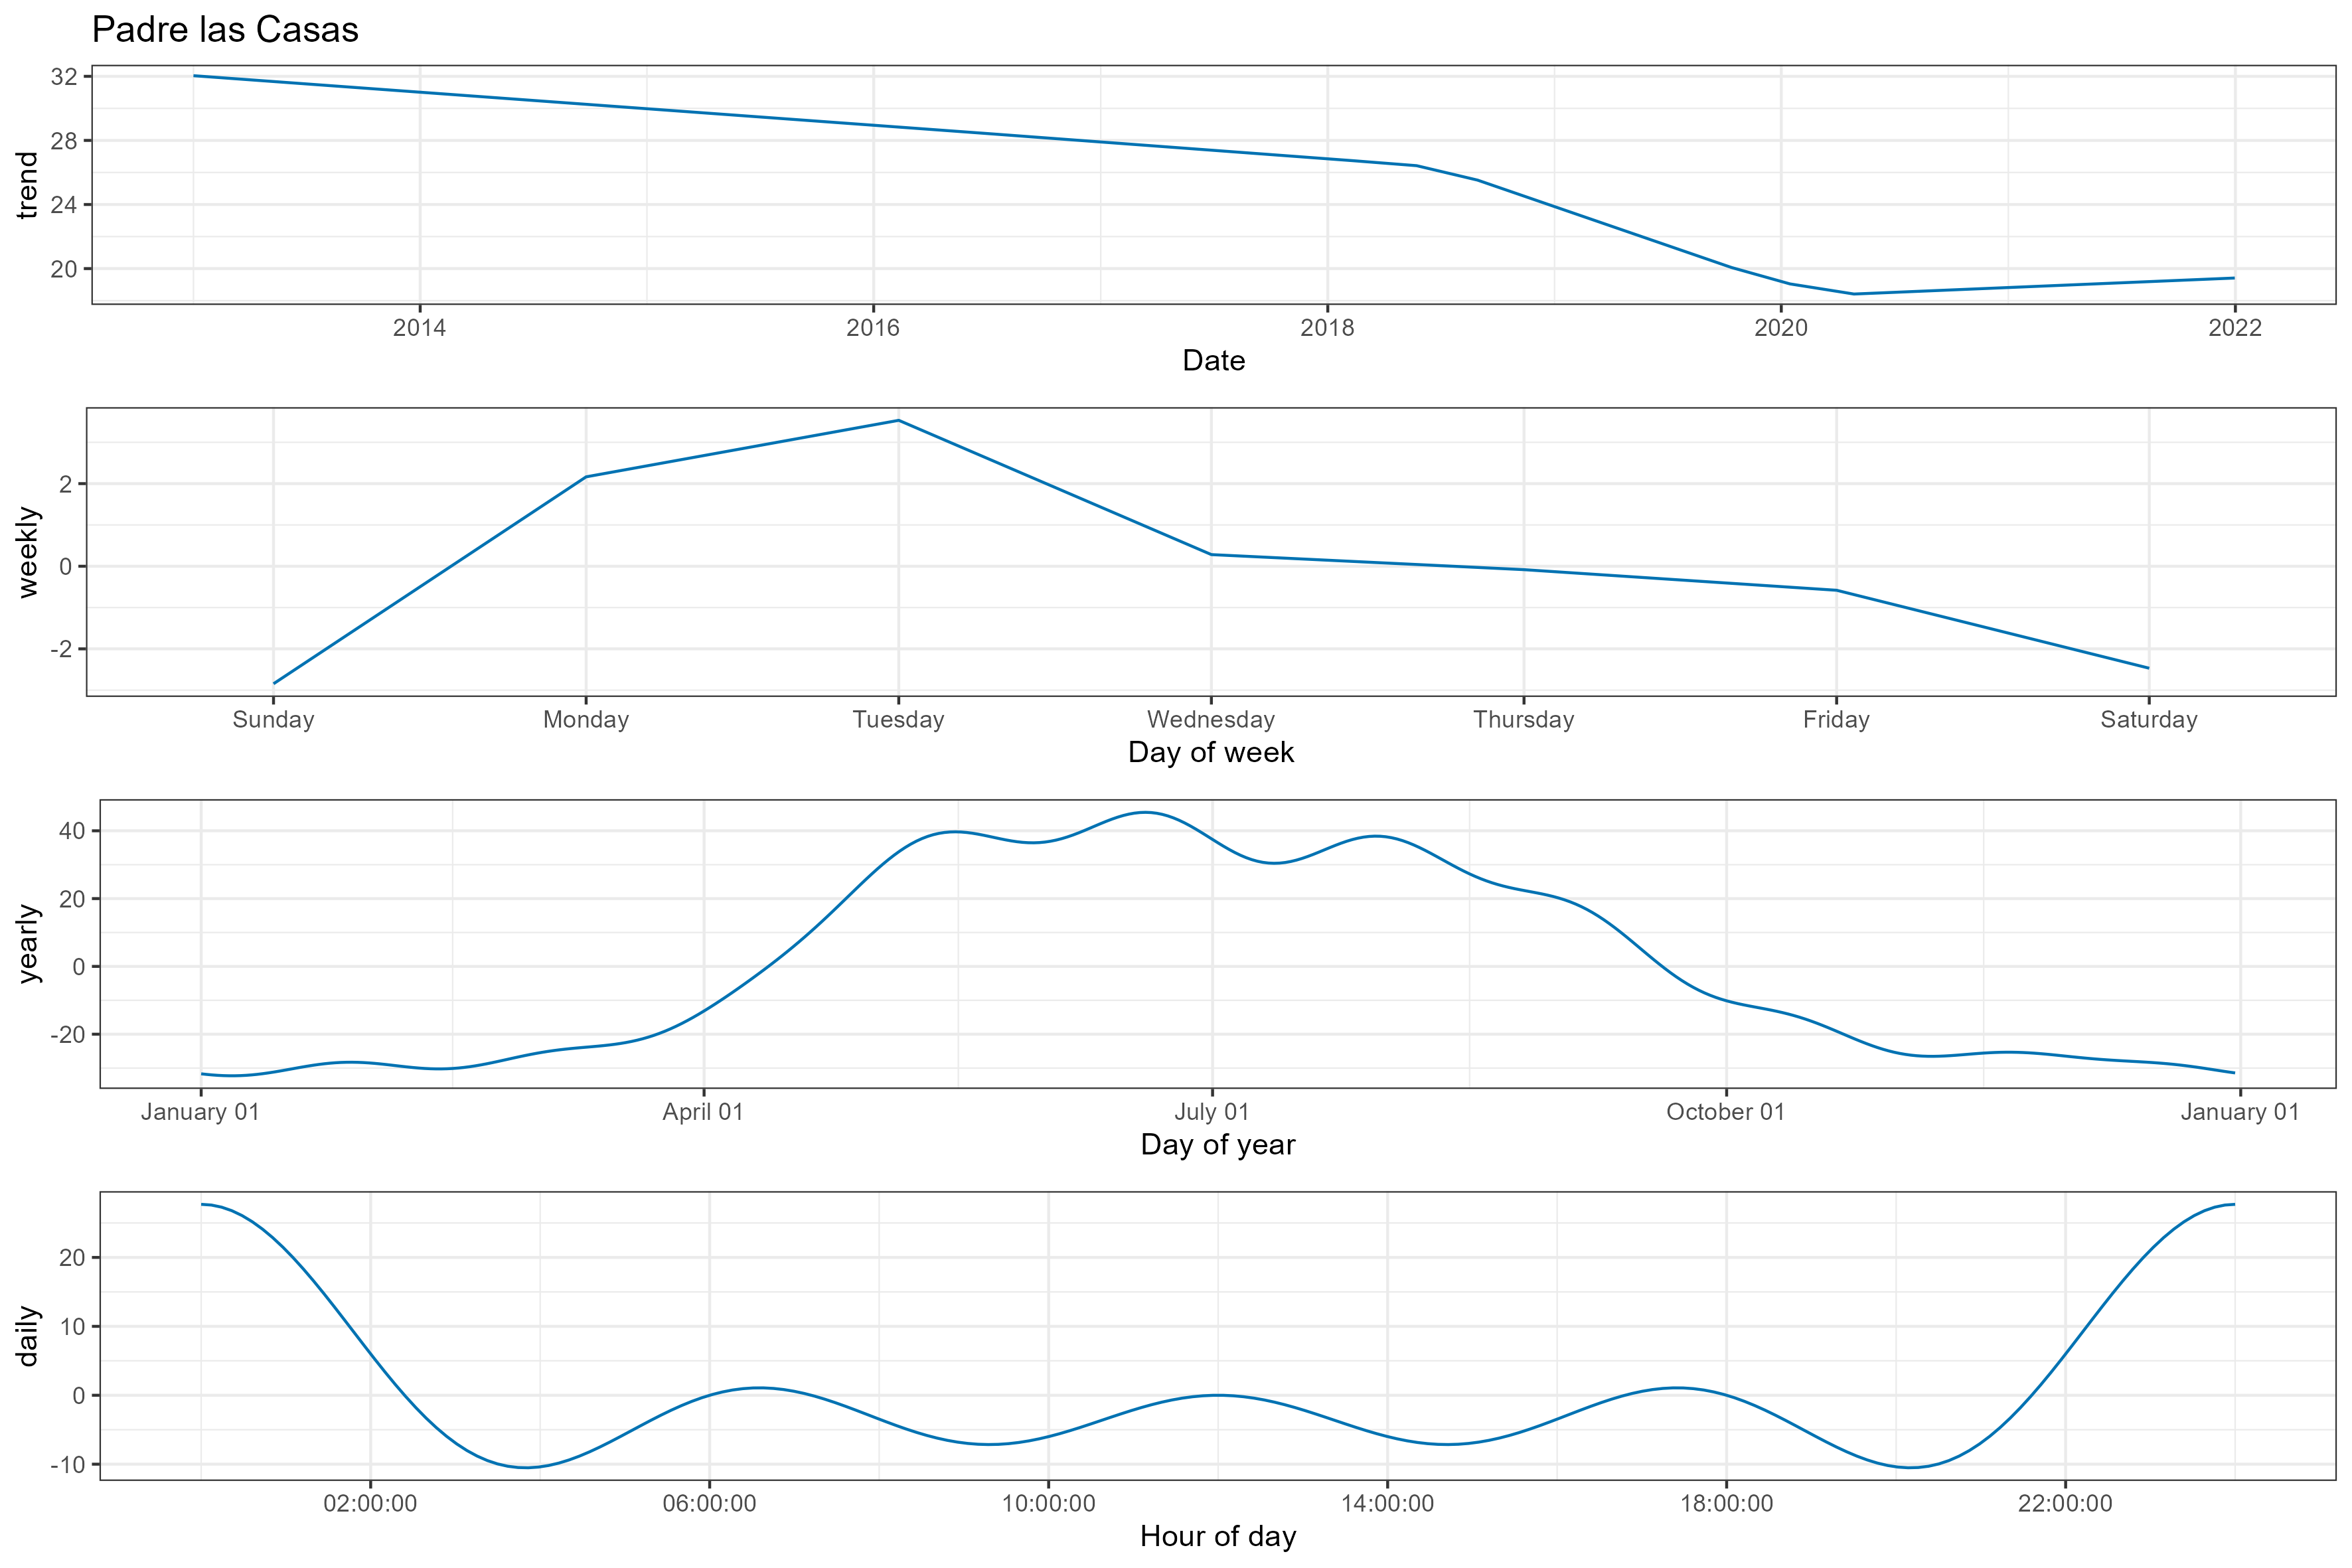 Padre las Casas
32
28
24
20
trend
2014 2016 2018 2020 2022
Date
2
0
-2
weekly
Sunday Monday Tuesday Wednesday Thursday Friday Saturday
Day of week
40
20
0
-20
yearly
January 01 April 01 July 01 October 01 January 01
Day of year
20
10
0
-10
daily
02:00:00 06:00:00 10:00:00 14:00:00 18:00:00 22:00:00
Hour of day